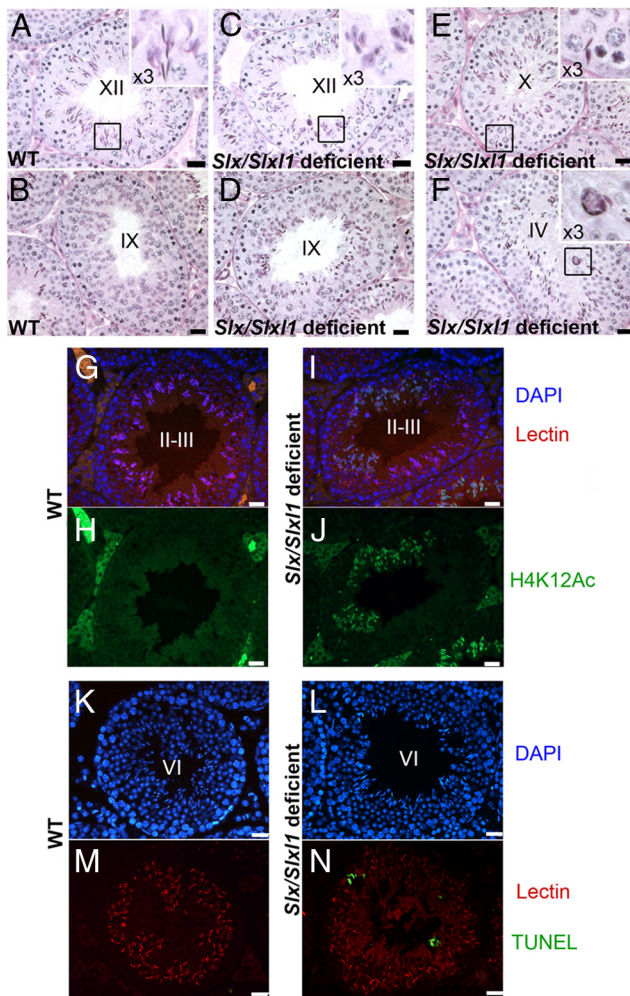 A
XII
x3
WT
C
XII
x3
Slx/Slxl1 deficient
E
X
x3
Slx/Slxl1 deficient
B
IX
WT
D
IX
Slx/Slxl1 deficient
F
IV
x3
Slx/Slxl1 deficient
G
II-III
I
II-III
DAPI
Lectin
WT
Slx/Slxl1 deficient
H
J
H4K12Ac
K
VI
L
VI
DAPI
WT
Slx/Slxl1 deficient
M
N
Lectin
TUNEL